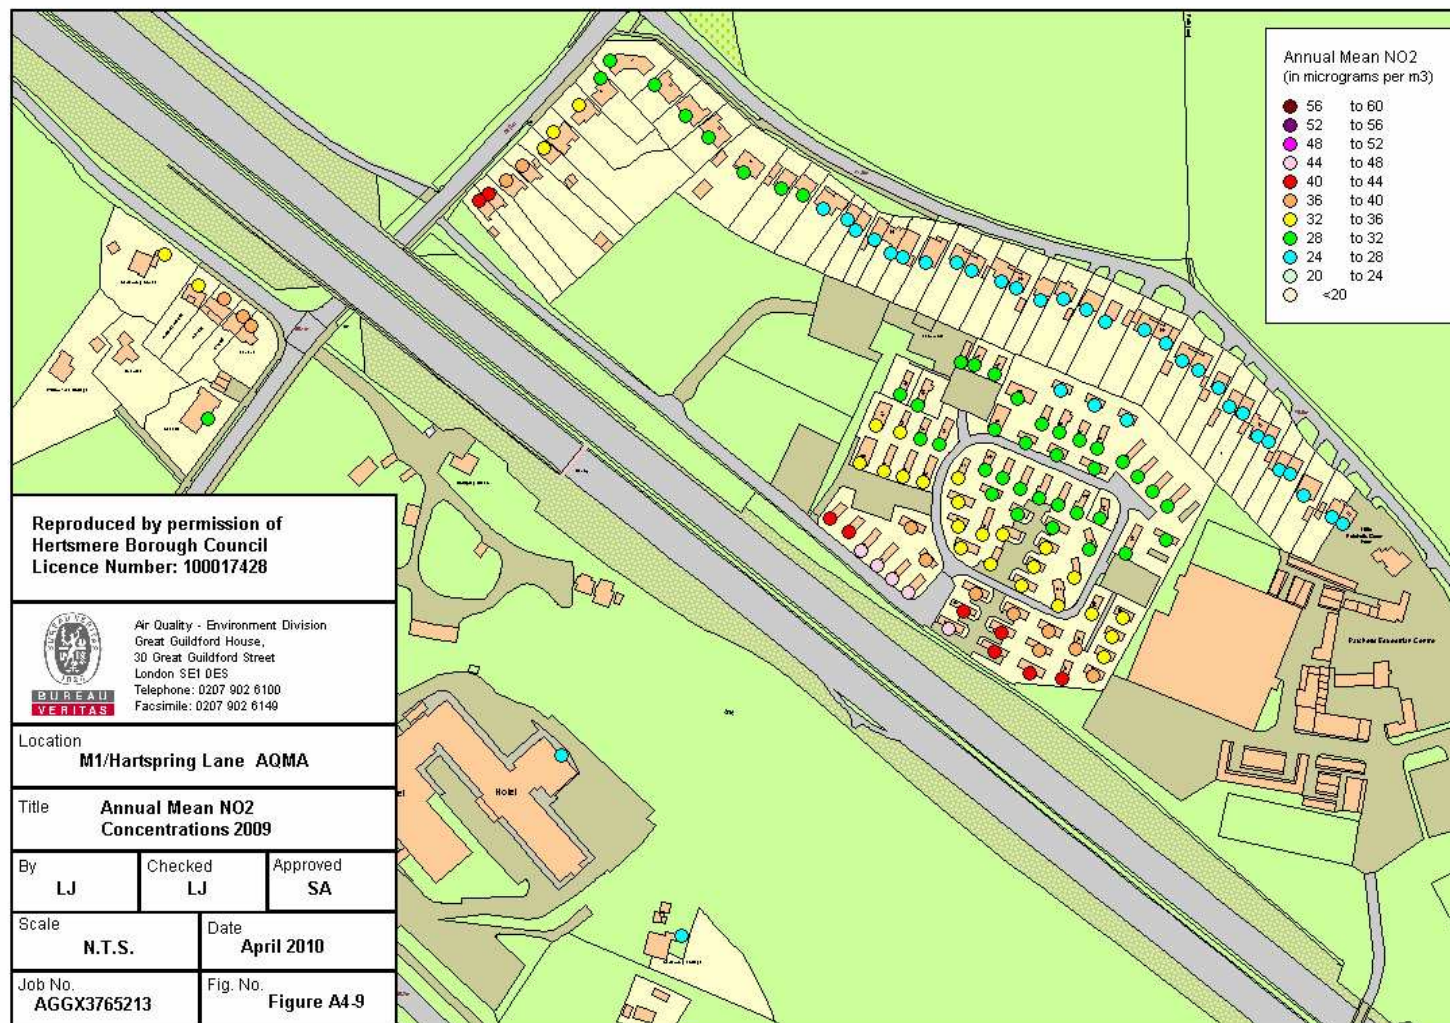 Annual Mean NO2
(in micrograms per m3)
56 to 60
52 to 56
48 to 52
44 to 48
40 to 44
36 to 40
32 to 36
28 to 32
24 to 28
20 to 24
<20
Hotel
Reproduced by permission of
Hertsmere Borough Council
Licence Number: 100017428
BUREAU VERITAS
1828
BUREAU
VERITAS
Air Quality - Environment Division
Great Guildford House,
30 Great Guildford Street
London SE1 0ES
Telephone: 0207 902 6100
Facsimile: 0207 902 6149
Location
M1/Hartspring Lane AQMA
Title
Annual Mean NO2
Concentrations 2009
By
LJ
Checked
LJ
Approved
SA
Scale
N.T.S.
Date
April 2010
Job No.
AGGX3765213
Fig. No.
Figure A4-9